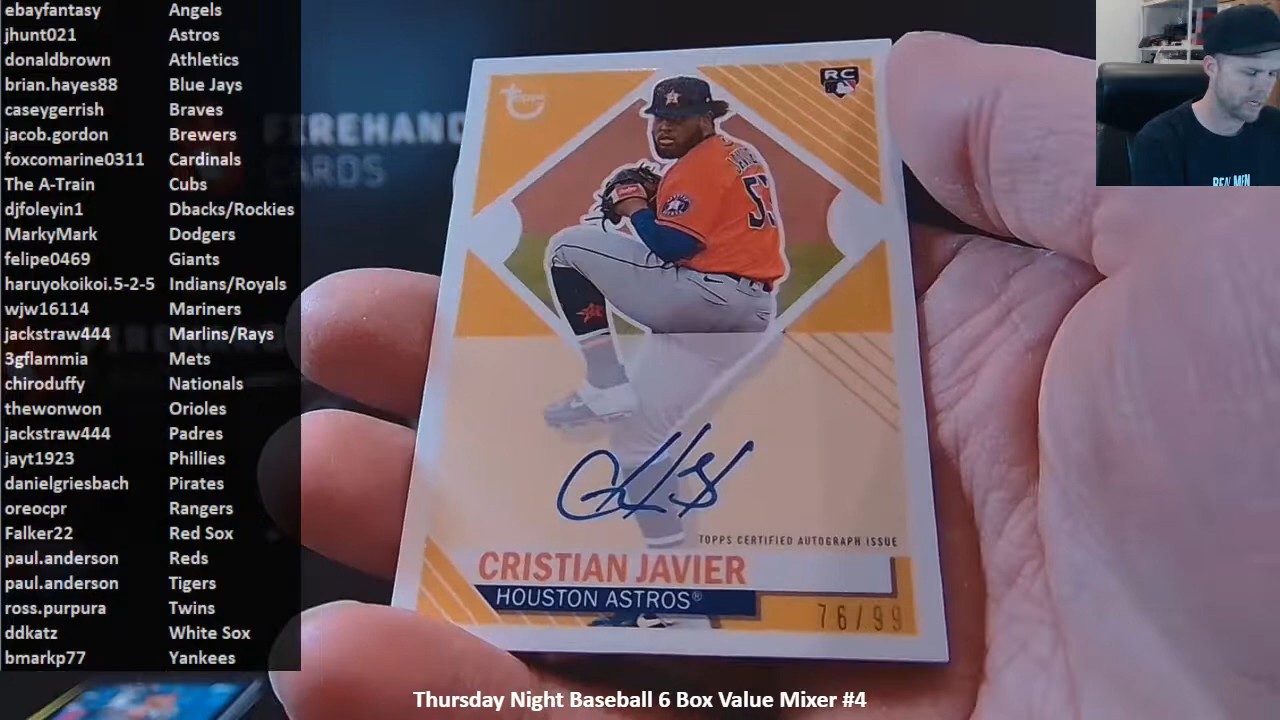 ebayfantasy Angels
jhunt021 Astros
donaldbrown Athletics
brian.hayes88 Blue Jays
caseygerrish Braves
jacob.gordon Brewers
foxcomarine0311 Cardinals
The A-Train Cubs
djfoleyin1 Dbacks/Rockies
MarkyMark Dodgers
felipe0469 Giants
haruyokoikoi.5-2-5 Indians/Royals
wjw16114 Mariners
jackstraw444 Marlins/Rays
3gflammia Mets
chiroduffy Nationals
thewonwon Orioles
jackstraw444 Padres
jayt1923 Phillies
danielgriesbach Pirates
oreocpr Rangers
Falker22 Red Sox
paul.anderson Reds
paul.anderson Tigers
ross.purpura Twins
ddkatz White Sox
bmarkp77 Yankees
FIREHAND
CARDS
topps
RC
53
TOPPS CERTIFIED AUTOGRAPH ISSUE
CRISTIAN JAVIER
HOUSTON ASTROS®
76/99
REAL MEN
Thursday Night Baseball 6 Box Value Mixer #4